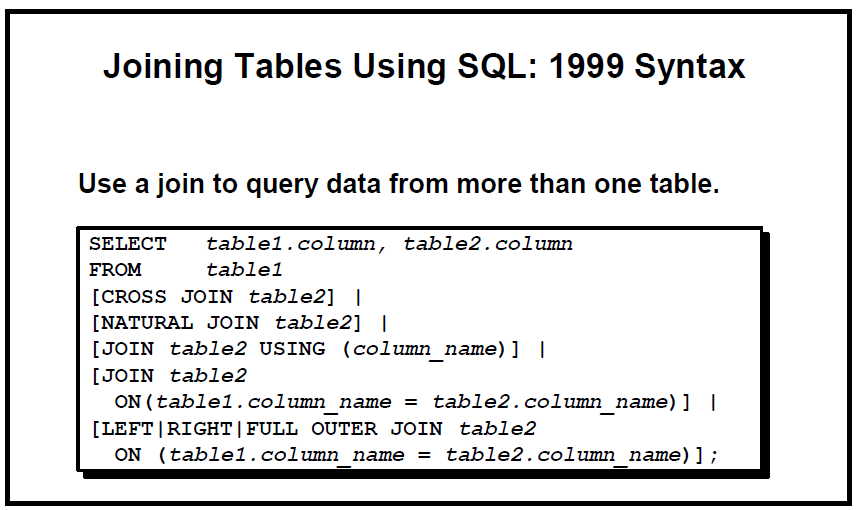 Joining Tables Using SQL: 1999 Syntax
Use a join to query data from more than one table.
SELECT   table1.column, table2.column
FROM     table1
[CROSS JOIN table2] |
[NATURAL JOIN table2] |
[JOIN table2 USING (column_name)] |
[JOIN table2
  ON(table1.column_name = table2.column_name)] |
[LEFT|RIGHT|FULL OUTER JOIN table2
  ON (table1.column_name = table2.column_name)];